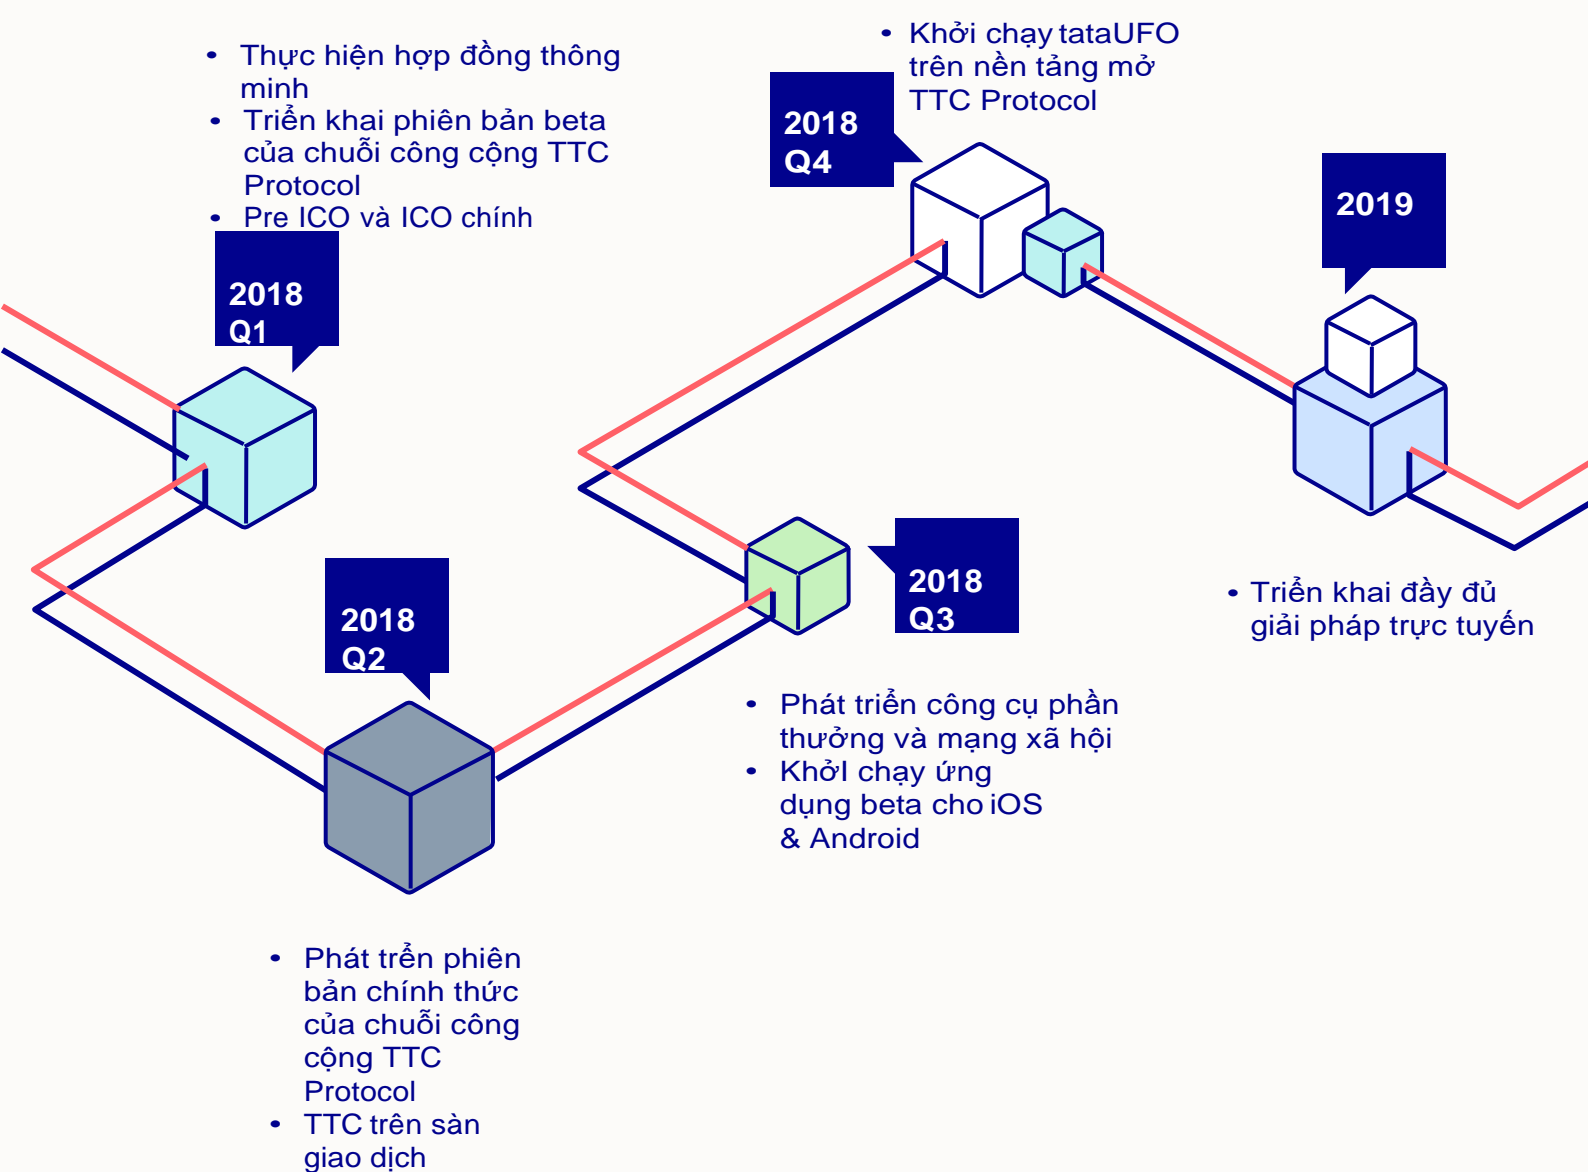 • Thực hiện hợp đồng thông
minh
• Triển khai phiên bản beta
của chuỗi công cộng TTC
Protocol
• Pre ICO và ICO chính
2018
Q1
2018
Q2
• Phát trển phiên
bản chính thức
của chuỗi công
cộng TTC
Protocol
• TTC trên sàn
giao dịch
2018
Q3
• Phát triển công cụ phần
thưởng và mạng xã hội
• KhởI chạy ứng
dụng beta cho iOS
& Android
• Khởi chạy tataUFO
trên nền tảng mở
TTC Protocol
2018
Q4
2019
• Triển khai đầy đủ
giải pháp trực tuyến